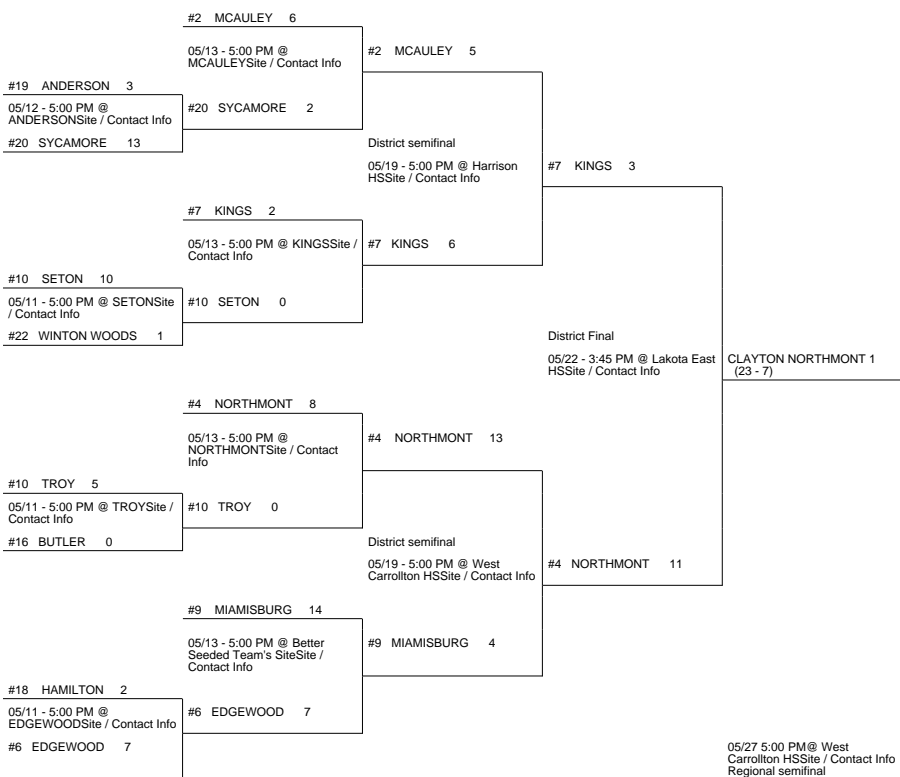 #2 MCAULEY 6
05/13 - 5:00 PM @
MCAULEYSite / Contact Info
#2 MCAULEY 5
#19 ANDERSON 3
05/12 - 5:00 PM @
ANDERSONSite / Contact Info
#20 SYCAMORE 2
#20 SYCAMORE 13
District semifinal
05/19 - 5:00 PM @ Harrison
HSSite / Contact Info
#7 KINGS 3
#7 KINGS 2
05/13 - 5:00 PM @ KINGSSite /
Contact Info
#7 KINGS 6
#10 SETON 10
05/11 - 5:00 PM @ SETONSite
/ Contact Info
#10 SETON 0
#22 WINTON WOODS 1
District Final
05/22 - 3:45 PM @ Lakota East
HSSite / Contact Info
CLAYTON NORTHMONT 1
(23 - 7)
#4 NORTHMONT 8
05/13 - 5:00 PM @
NORTHMONTSite / Contact
Info
#4 NORTHMONT 13
#10 TROY 5
05/11 - 5:00 PM @ TROYSite /
Contact Info
#10 TROY 0
#16 BUTLER 0
District semifinal
05/19 - 5:00 PM @ West
Carrollton HSSite / Contact Info
#4 NORTHMONT 11
#9 MIAMISBURG 14
05/13 - 5:00 PM @ Better
Seeded Team's SiteSite /
Contact Info
#9 MIAMISBURG 4
#18 HAMILTON 2
05/11 - 5:00 PM @
EDGEWOODSite / Contact Info
#6 EDGEWOOD 7
#6 EDGEWOOD 7
05/27 5:00 PM@ West
Carrollton HSSite / Contact Info
Regional semifinal